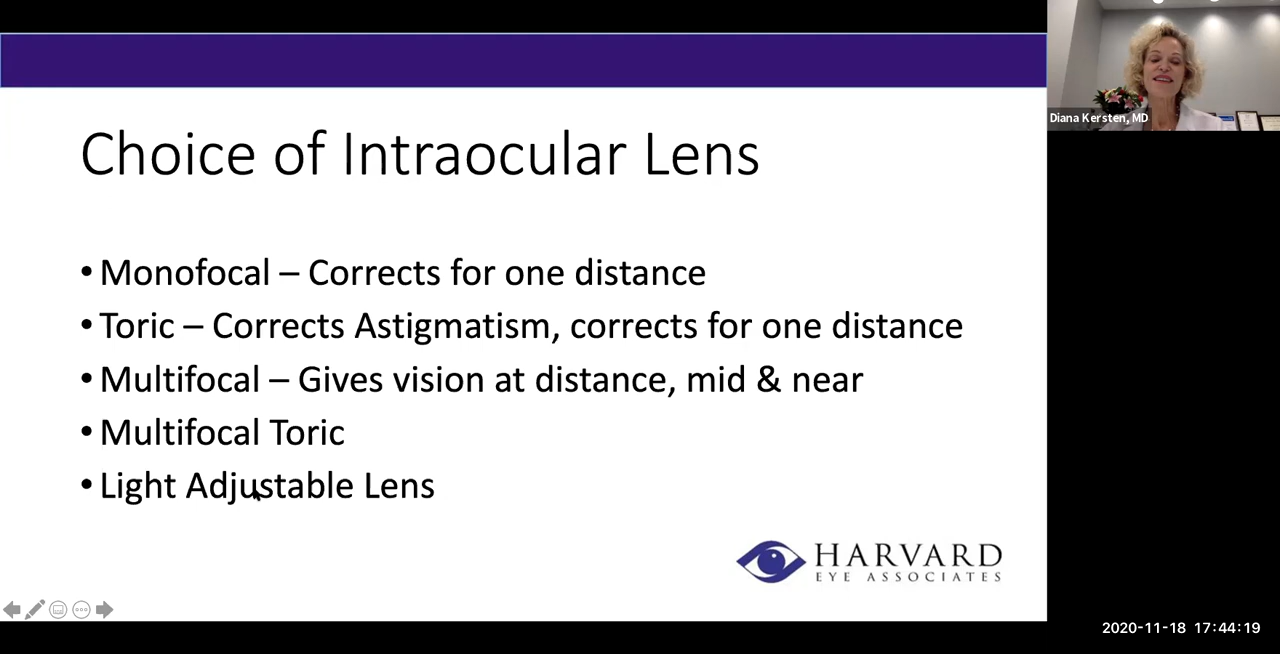 Choice of Intraocular Lens
• Monofocal – Corrects for one distance
• Toric – Corrects Astigmatism, corrects for one distance
• Multifocal – Gives vision at distance, mid & near
• Multifocal Toric
• Light Adjustable Lens
HARVARD
EYE ASSOCIATES
Diana Kersten, MD
2020-11-18 17:44:19